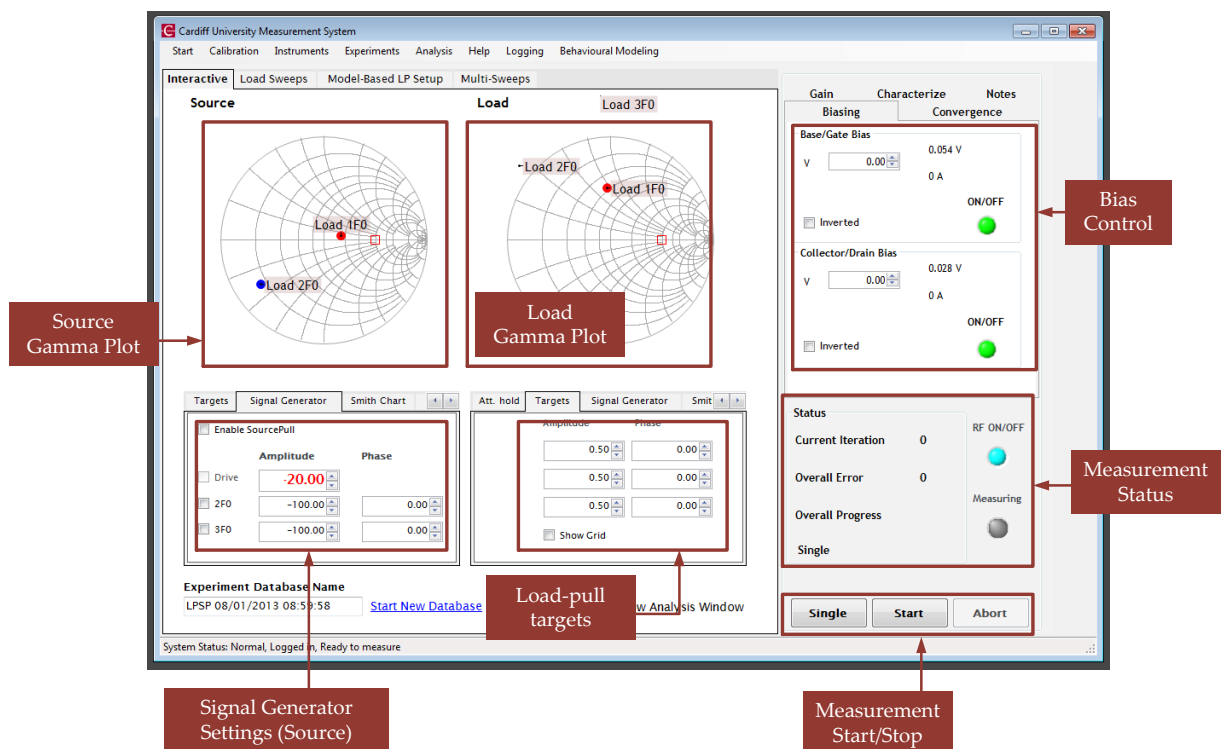 Cardiff University Measurement System
Start Calibration Instruments Experiments Analysis Help Logging Behavioural Modeling
Interactive Load Sweeps Model-Based LP Setup Multi-Sweeps
Source
Load
Load 3F0
Load 1F0
Load 2F0
Load 2F0
Load 1F0
Source
Gamma Plot
Load
Gamma Plot
Gain Characterize Notes
Biasing Convergence
Base/Gate Bias
V 0.00
0.054 V
0 A
ON/OFF
Inverted
Collector/Drain Bias
V 0.00
0.028 V
0 A
ON/OFF
Inverted
Bias
Control
Targets Signal Generator Smith Chart
Enable SourcePull
Amplitude Phase
Drive -20.00
2F0 -100.00 0.00
3F0 -100.00 0.00
Att. hold Targets Signal Generator Smit
Amplitude Phase
0.50 0.00
0.50 0.00
0.50 0.00
Show Grid
Status
Current Iteration 0
Overall Error 0
Overall Progress
Single
RF ON/OFF
Measuring
Measurement
Status
Experiment Database Name
LPSP 08/01/2013 08:59:58 Start New Database
Load-pull
targets
Analysis Window
Single Start Abort
System Status: Normal, Logged in, Ready to measure
Signal Generator
Settings (Source)
Measurement
Start/Stop